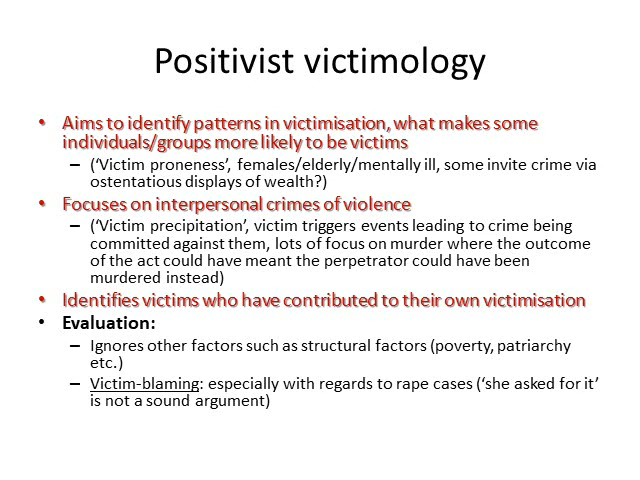 Positivist victimology
• Aims to identify patterns in victimisation, what makes some
individuals/groups more likely to be victims
– (‘Victim proneness’, females/elderly/mentally ill, some invite crime via
ostentatious displays of wealth?)
• Focuses on interpersonal crimes of violence
– (‘Victim precipitation’, victim triggers events leading to crime being
committed against them, lots of focus on murder where the outcome
of the act could have meant the perpetrator could have been
murdered instead)
• Identifies victims who have contributed to their own victimisation
• Evaluation:
– Ignores other factors such as structural factors (poverty, patriarchy
etc.)
– Victim-blaming: especially with regards to rape cases (‘she asked for it’
is not a sound argument)